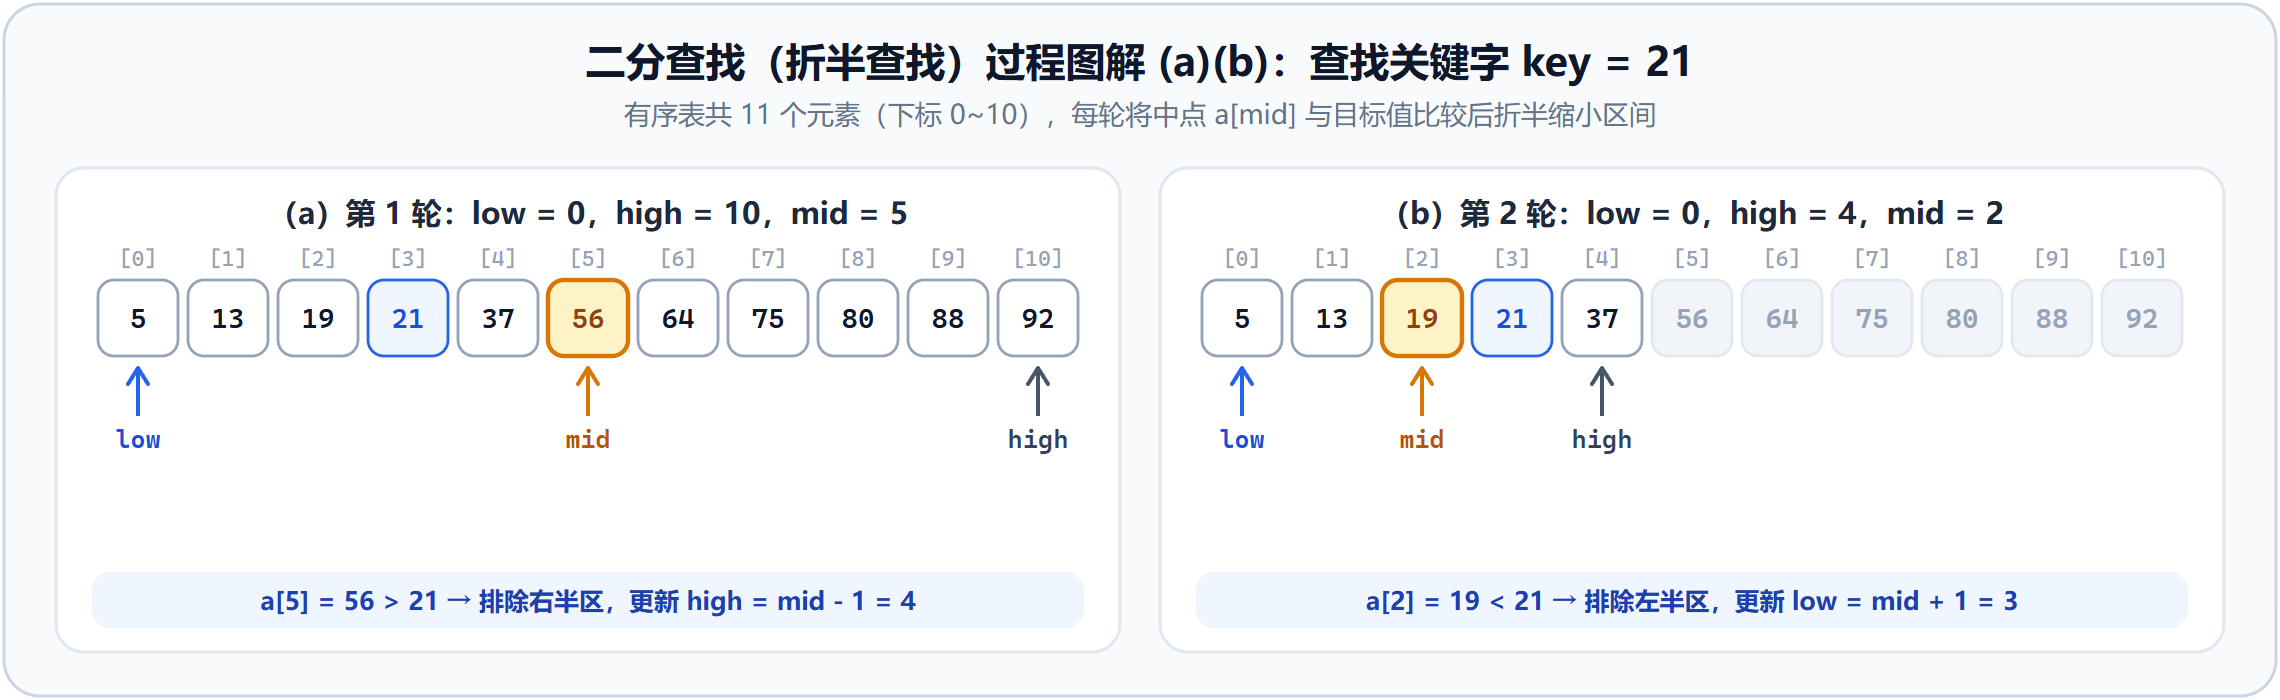 二分查找（折半查找）过程图解 (a)(b)：查找关键字 key = 21
有序表共 11 个元素（下标 0~10），每轮将中点 a[mid] 与目标值比较后折半缩小区间
（a）第 1 轮：low = 0，high = 10，mid = 5
[0] [1] [2] [3] [4] [5] [6] [7] [8] [9] [10]
5 13 19 21 37 56 64 75 80 88 92
low mid high
a[5] = 56 > 21 → 排除右半区，更新 high = mid - 1 = 4
（b）第 2 轮：low = 0，high = 4，mid = 2
[0] [1] [2] [3] [4] [5] [6] [7] [8] [9] [10]
5 13 19 21 37 56 64 75 80 88 92
low mid high
a[2] = 19 < 21 → 排除左半区，更新 low = mid + 1 = 3